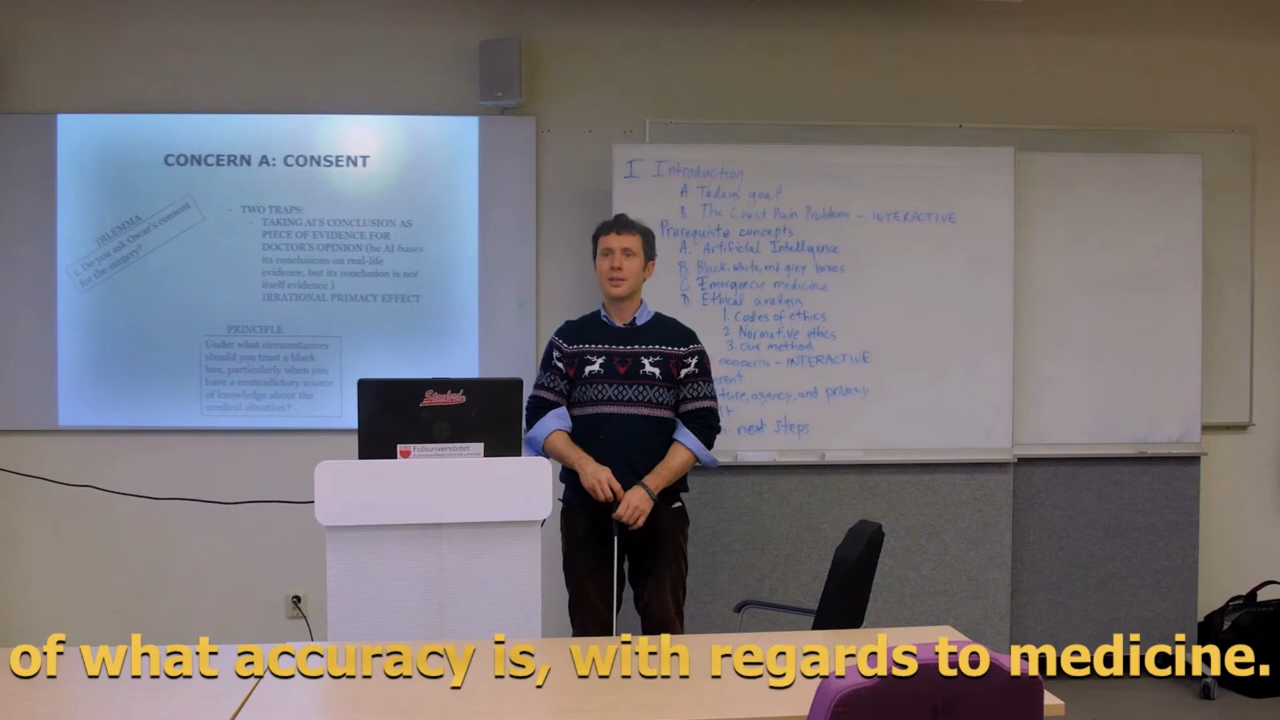 CONCERN A: CONSENT
DILEMMA
1. Do you ask Oscar's consent
for the surgery?
- TWO TRAPS:
- TAKING AI'S CONCLUSION AS
PIECE OF EVIDENCE FOR
DOCTOR'S OPINION (he AI bases
its conclusions on real-life
evidence, but its conclusion is not
itself evidence )
IRRATIONAL PRIMACY EFFECT
PRINCIPLE
Under what circumstances
should you trust a black
box, particularly when you
have a contradictory source
of knowledge about the
medical situation?
I Introduction
A. Today's goal
B The Chest Pain Problem - INTERACTIVE
Prerequiste concepts
A. Artificial Intelligence
B. Black, white, and grey boxes
C. Emergency medicine
D Ethical analysis
1. Codes of ethics
2. Normative ethics
3. Our method
concerns - INTERACTIVE
agency, and privacy
next steps
Stanford
Folkuniversitetet
of what accuracy is, with regards to medicine.